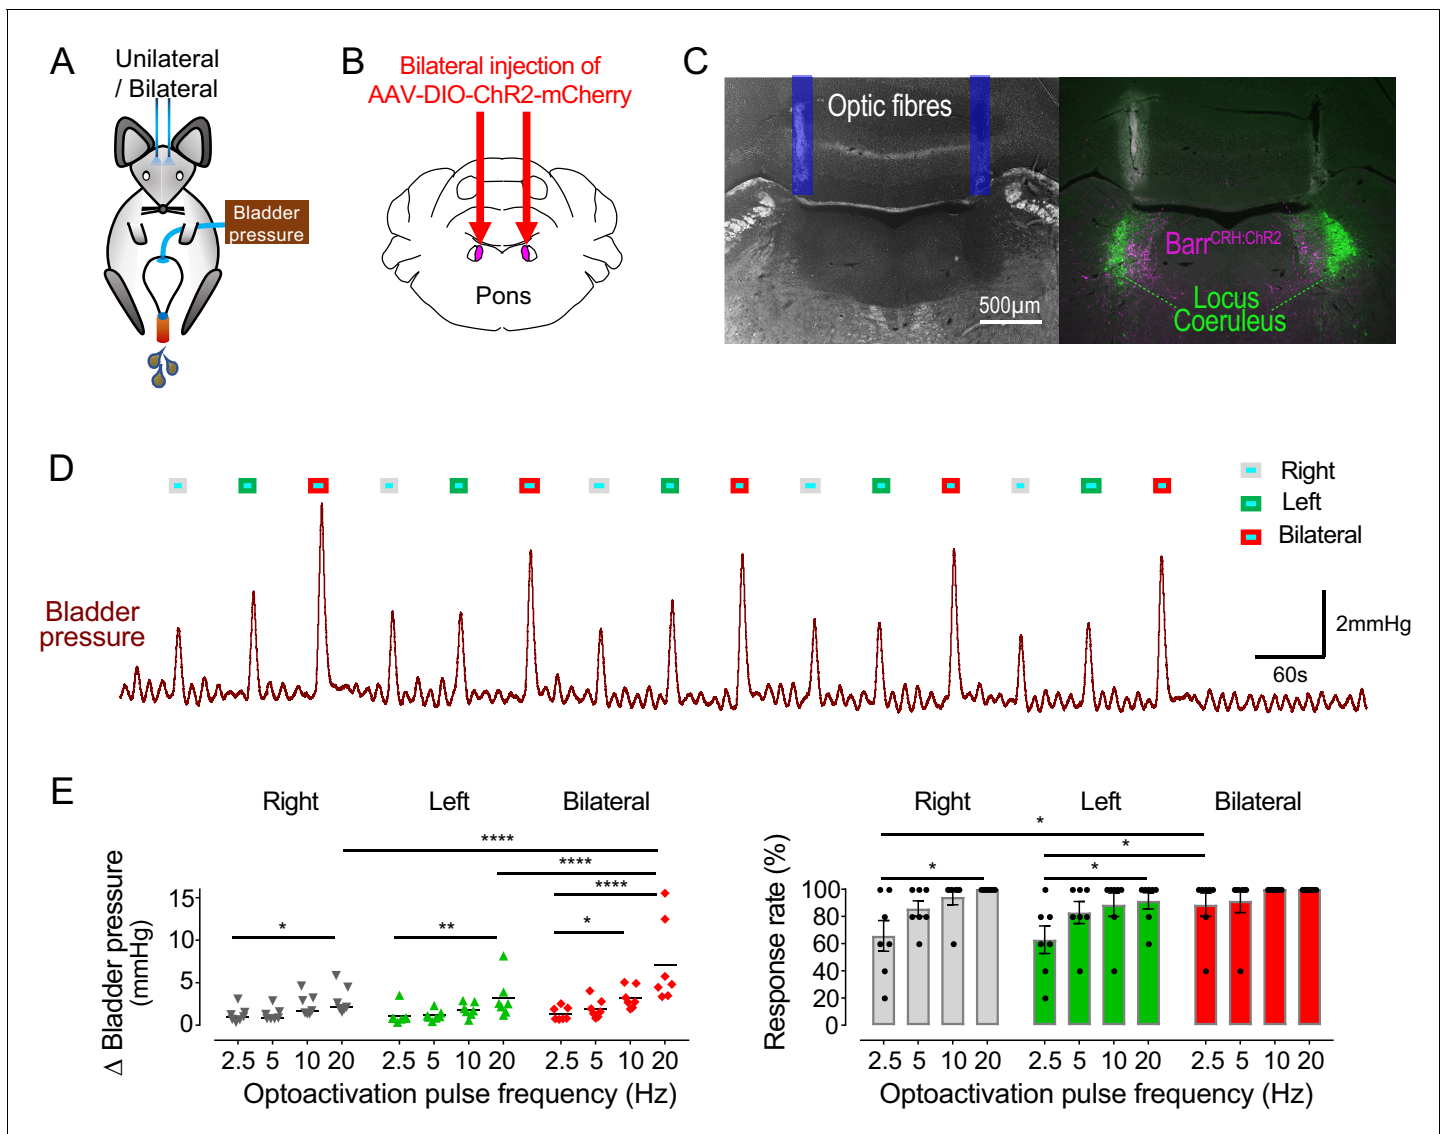 A
Unilateral
/ Bilateral
Bladder
pressure
B
Bilateral injection of
AAV-DIO-ChR2-mCherry
Pons
C
Optic fibres
500µm
Barr^CRH:ChR2
Locus
Coeruleus
D
Right
Left
Bilateral
Bladder
pressure
2mmHg
60s
E
Right Left Bilateral
****
****
****
* ** *
Δ Bladder pressure
(mmHg)
15
10
5
0
2.5 5 10 20 2.5 5 10 20 2.5 5 10 20
Optoactivation pulse frequency (Hz)
Right Left Bilateral
*
*
* *
Response rate (%)
100
80
60
40
20
0
2.5 5 10 20 2.5 5 10 20 2.5 5 10 20
Optoactivation pulse frequency (Hz)